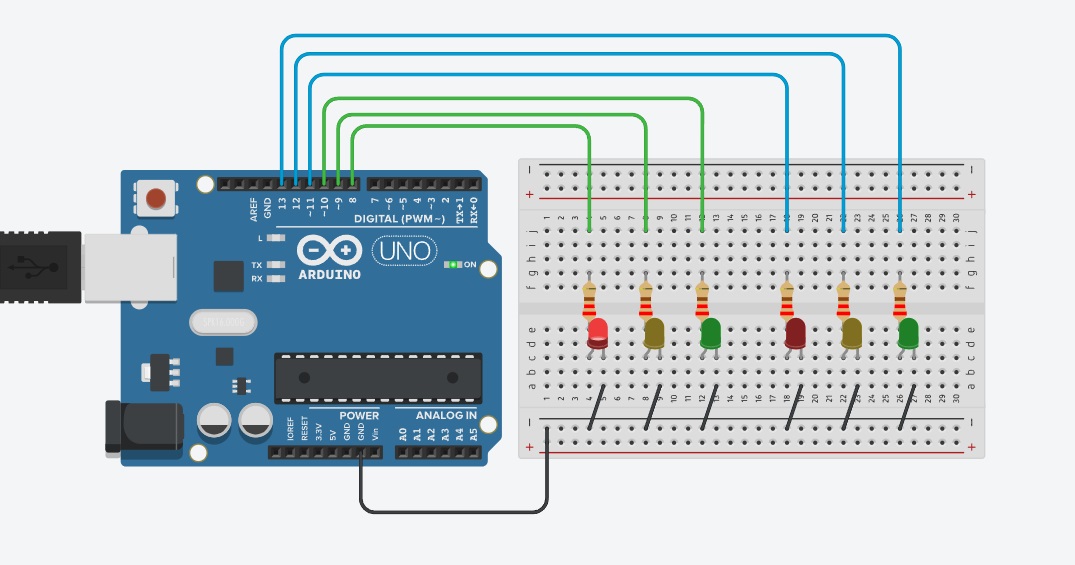 1 2 3 4 5 6 7 8 9 10 11 12 13 14 15 16 17 18 19 20 21 22 23 24 25 26 27 28 29 30
j j
i i
h h
g g
f f
e e
d d
c c
b b
a a
1 2 3 4 5 6 7 8 9 10 11 12 13 14 15 16 17 18 19 20 21 22 23 24 25 26 27 28 29 30
− −
+ +
− −
+ +
AREF GND 13 12 ~11 ~10 ~9 8 7 ~6 ~5 4 ~3 2 TX→1 RX←0
DIGITAL (PWM~)
L
TX
RX
UNO
ARDUINO
ON
POWER
ANALOG IN
IOREF RESET 3.3V 5V GND GND Vin A0 A1 A2 A3 A4 A5